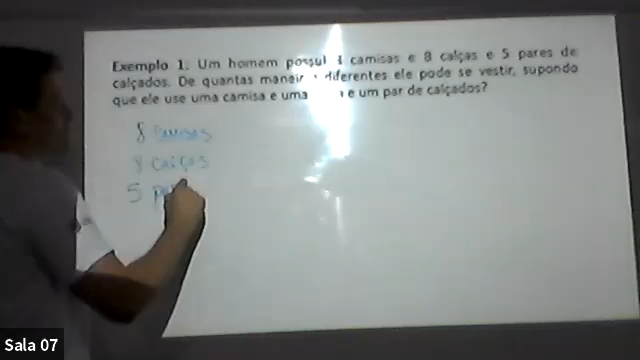 Exemplo 1. Um homem possui camisas e 8 calças e 5 pares de
calçados. De quantas diferentes ele pode se vestir, supondo
que ele use uma camisa e uma e um par de calçados?
8 camisas
8 calças
5
Sala 07